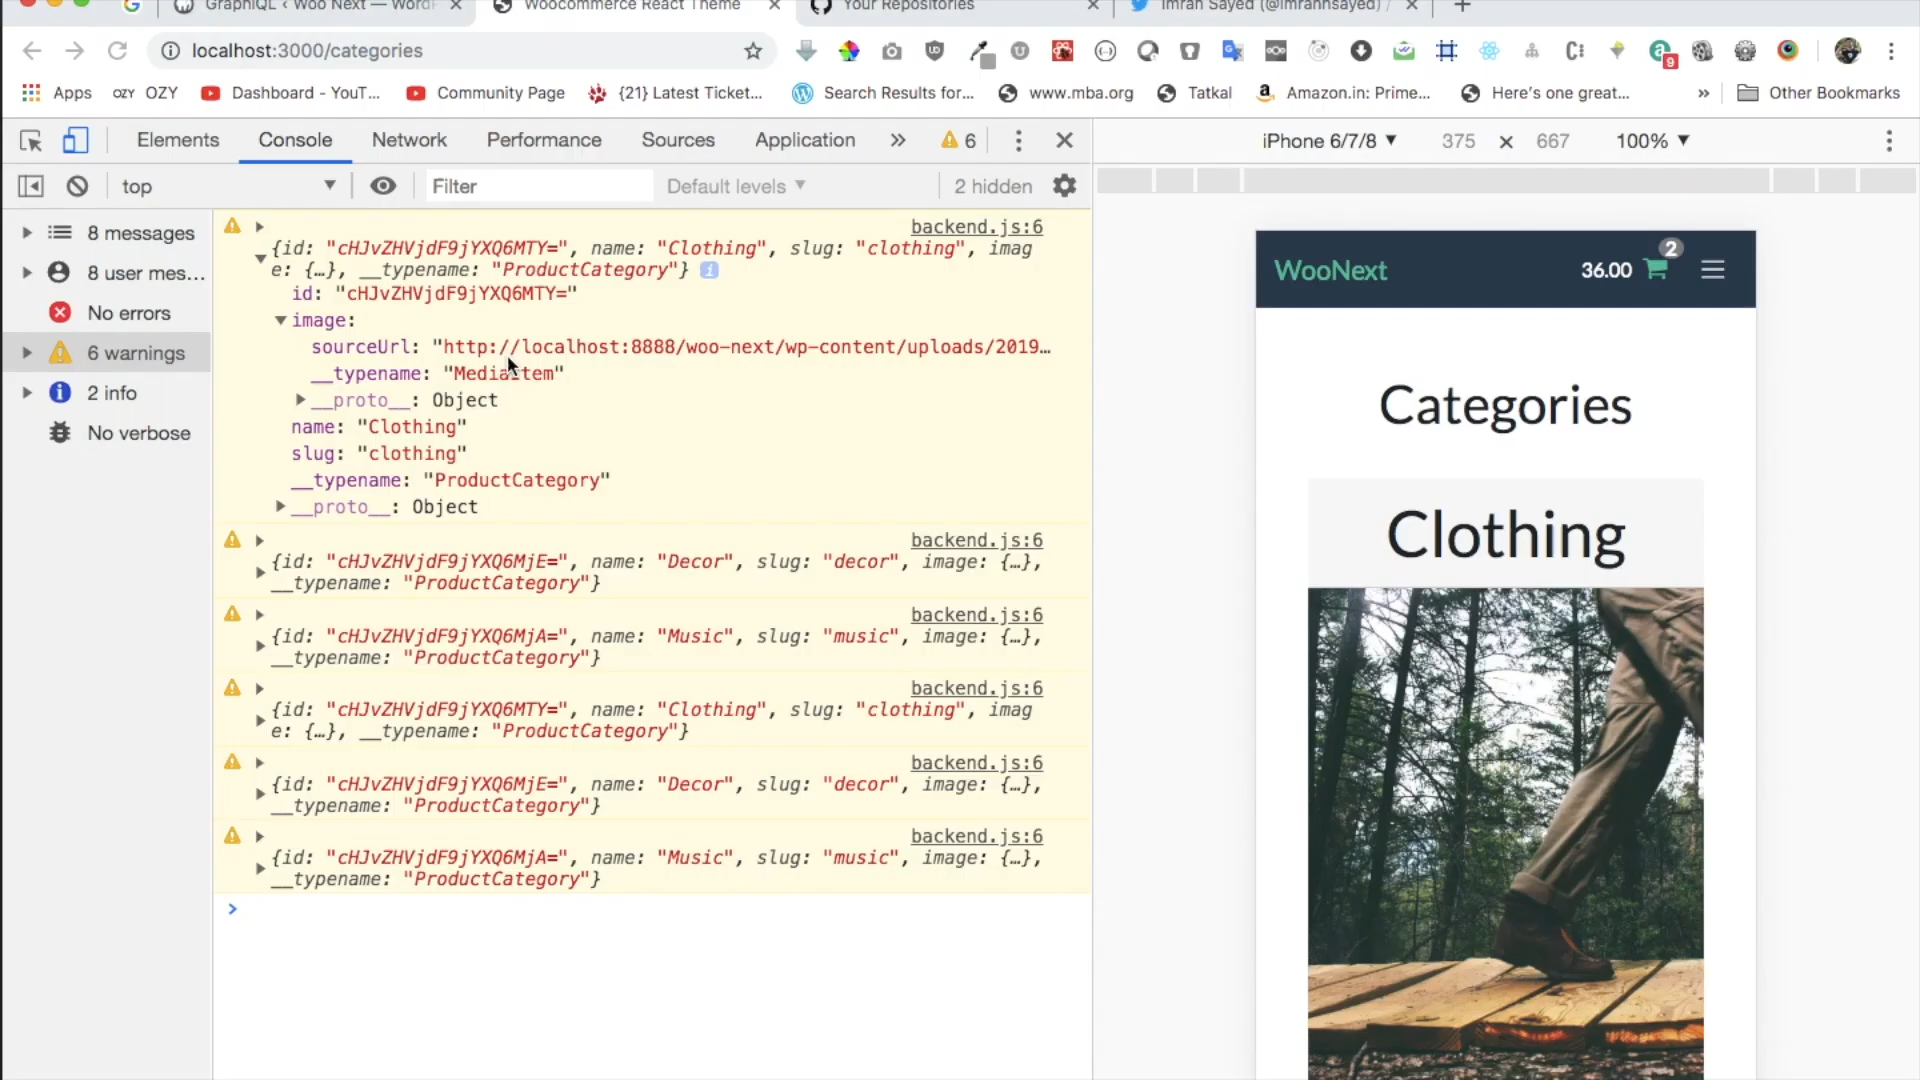 GraphiQL ‹ Woo Next — WordP
Woocommerce React Theme
Your Repositories
Imran Sayed (@imranhsayed) /
localhost:3000/categories
9
Apps
OZY OZY
Dashboard - YouT...
Community Page
{21} Latest Ticket...
Search Results for...
www.mba.org
Tatkal
Amazon.in: Prime...
Here's one great...
»
Other Bookmarks
Elements
Console
Network
Performance
Sources
Application
»
6
iPhone 6/7/8
375 × 667
100%
top
Filter
Default levels
2 hidden
8 messages
8 user mes...
No errors
6 warnings
2 info
No verbose
backend.js:6
{id: "cHJvZHVjdF9jYXQ6MTY=", name: "Clothing", slug: "clothing", imag
e: {…}, __typename: "ProductCategory"} i
id: "cHJvZHVjdF9jYXQ6MTY="
image:
sourceUrl: "http://localhost:8888/woo-next/wp-content/uploads/2019…
__typename: "MediaItem"
__proto__: Object
name: "Clothing"
slug: "clothing"
__typename: "ProductCategory"
__proto__: Object
backend.js:6
{id: "cHJvZHVjdF9jYXQ6MjE=", name: "Decor", slug: "decor", image: {…},
__typename: "ProductCategory"}
backend.js:6
{id: "cHJvZHVjdF9jYXQ6MjA=", name: "Music", slug: "music", image: {…},
__typename: "ProductCategory"}
backend.js:6
{id: "cHJvZHVjdF9jYXQ6MTY=", name: "Clothing", slug: "clothing", imag
e: {…}, __typename: "ProductCategory"}
backend.js:6
{id: "cHJvZHVjdF9jYXQ6MjE=", name: "Decor", slug: "decor", image: {…},
__typename: "ProductCategory"}
backend.js:6
{id: "cHJvZHVjdF9jYXQ6MjA=", name: "Music", slug: "music", image: {…},
__typename: "ProductCategory"}
>
WooNext
36.00
2
Categories
Clothing